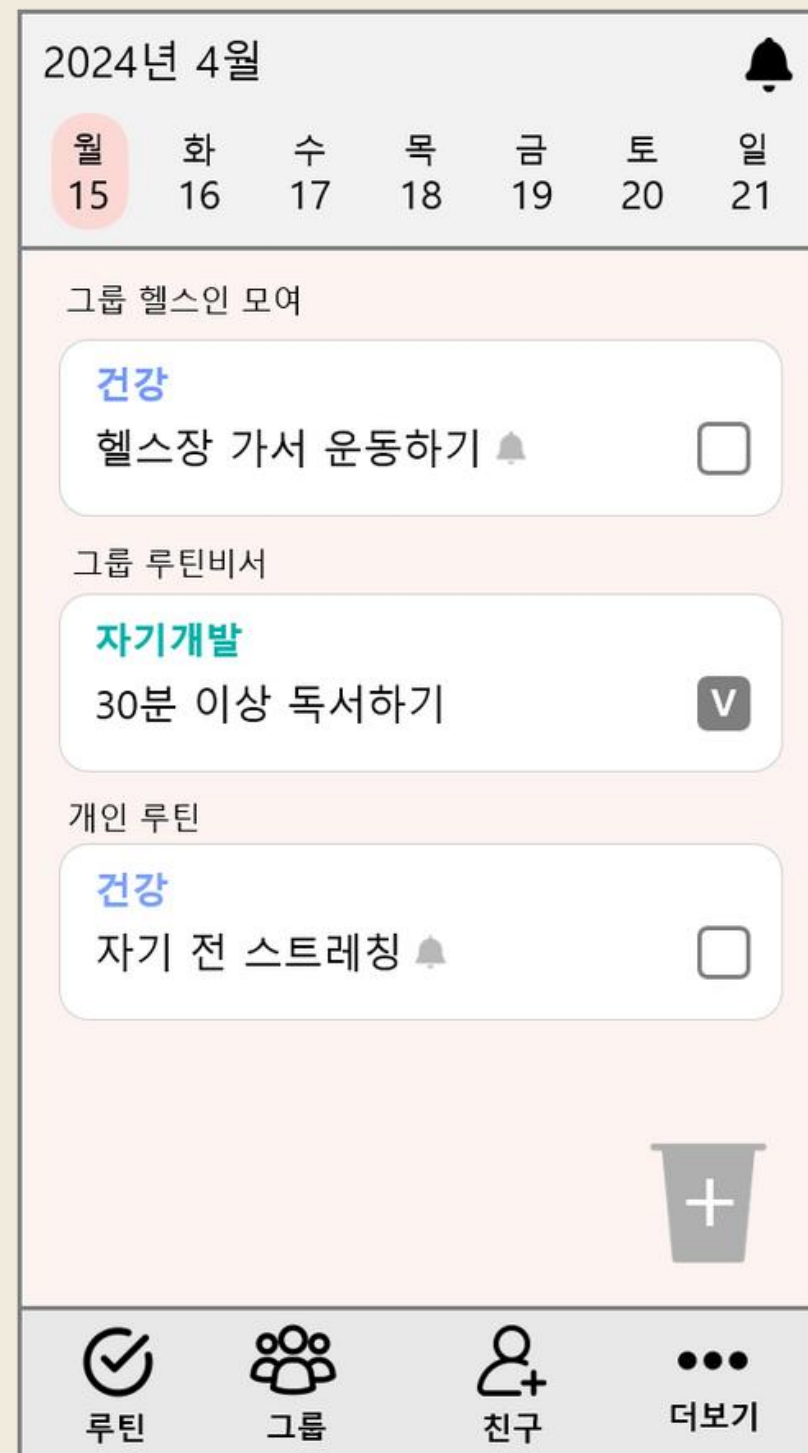 2024년 4월
월 화 수 목 금 토 일
15 16 17 18 19 20 21
그룹 헬스인 모여
건강
헬스장 가서 운동하기
그룹 루틴비서
자기개발
30분 이상 독서하기
V
개인 루틴
건강
자기 전 스트레칭
+
루틴 그룹 친구 더보기